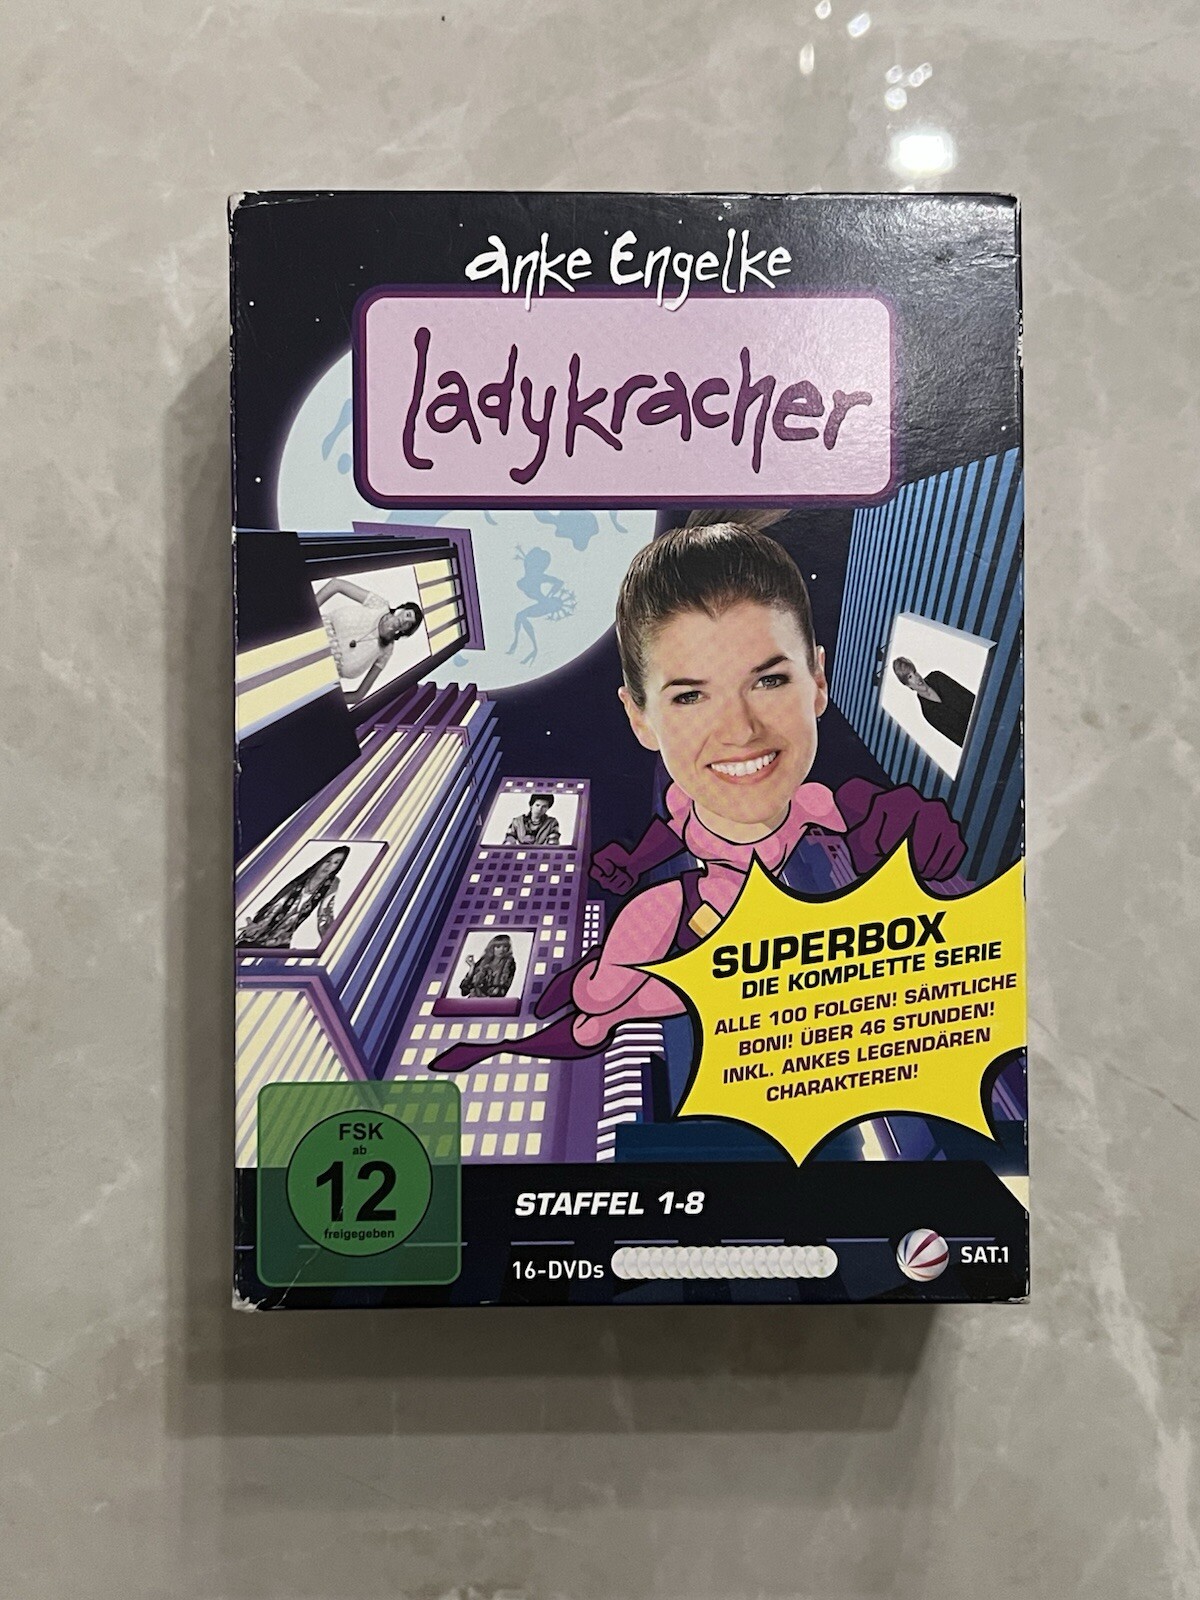 anke Engelke
ladykracher
SUPERBOX
DIE KOMPLETTE SERIE
ALLE 100 FOLGEN! SÄMTLICHE
BONI! ÜBER 46 STUNDEN!
INKL. ANKES LEGENDÄREN
CHARAKTEREN!
FSK
ab
12
freigegeben
STAFFEL 1-8
16-DVDs
SAT.1